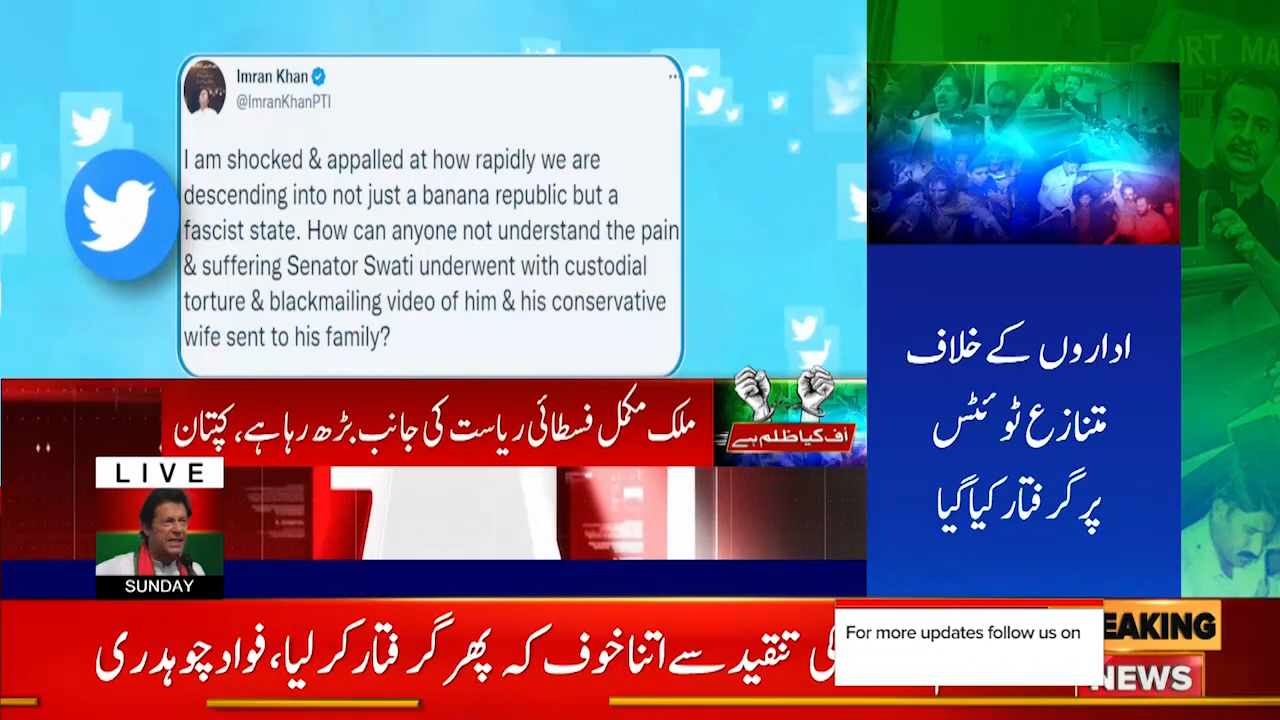 Imran Khan
@ImranKhanPTI
I am shocked & appalled at how rapidly we are
descending into not just a banana republic but a
fascist state. How can anyone not understand the pain
& suffering Senator Swati underwent with custodial
torture & blackmailing video of him & his conservative
wife sent to his family?
ملک مکمل فسطائی ریاست کی جانب بڑھ رہا ہے، کپتان
اف کیا ظلم ہے
LIVE
SUNDAY
اداروں کے خلاف
متنازع ٹوئٹس
پر گرفتار کیا گیا
کی تنقید سے اتنا خوف کہ پھر گرفتار کر لیا، فواد چوہدری
For more updates follow us on
EAKING
NEWS